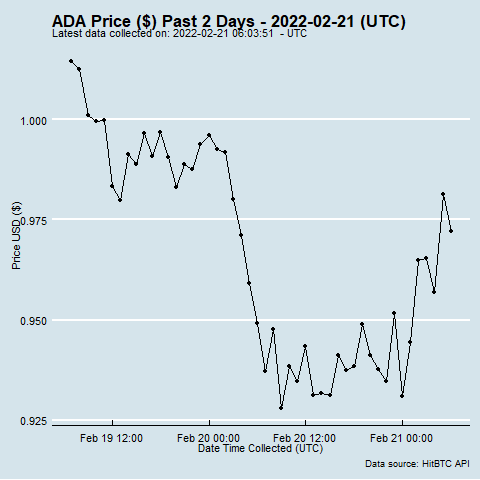 ADA Price ($) Past 2 Days - 2022-02-21 (UTC)
Latest data collected on: 2022-02-21 06:03:51  - UTC
1.000
0.975
0.950
0.925
Price USD ($)
Feb 19 12:00
Feb 20 00:00
Feb 20 12:00
Feb 21 00:00
Date Time Collected (UTC)
Data source: HitBTC API